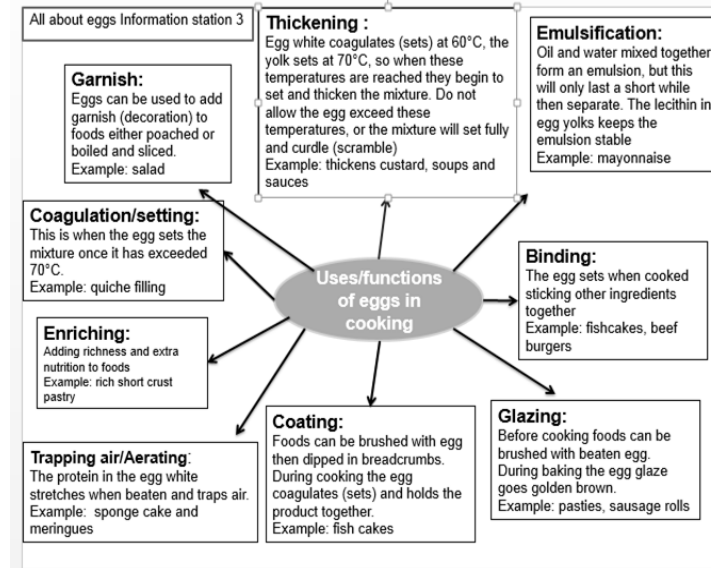 All about eggs Information station 3
Thickening :
Egg white coagulates (sets) at 60°C, the
yolk sets at 70°C, so when these
temperatures are reached they begin to
set and thicken the mixture. Do not
allow the egg exceed these
temperatures, or the mixture will set fully
and curdle (scramble)
Example: thickens custard, soups and
sauces
Emulsification:
Oil and water mixed together
form an emulsion, but this
will only last a short while
then separate. The lecithin in
egg yolks keeps the
emulsion stable
Example: mayonnaise
Garnish:
Eggs can be used to add
garnish (decoration) to
foods either poached or
boiled and sliced.
Example: salad
Coagulation/setting:
This is when the egg sets the
mixture once it has exceeded
70°C.
Example: quiche filling
Uses/functions
of eggs in
cooking
Binding:
The egg sets when cooked
sticking other ingredients
together
Example: fishcakes, beef
burgers
Enriching:
Adding richness and extra
nutrition to foods
Example: rich short crust
pastry
Trapping air/Aerating:
The protein in the egg white
stretches when beaten and traps air.
Example: sponge cake and
meringues
Coating:
Foods can be brushed with egg
then dipped in breadcrumbs.
During cooking the egg
coagulates (sets) and holds the
product together.
Example: fish cakes
Glazing:
Before cooking foods can be
brushed with beaten egg.
During baking the egg glaze
goes golden brown.
Example: pasties, sausage rolls